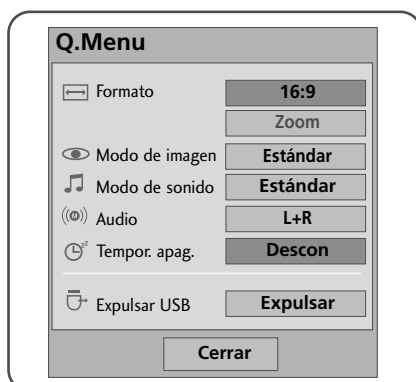 Q.Menu
Formato 16:9
Zoom
Modo de imagen Estándar
Modo de sonido Estándar
Audio L+R
Tempor. apag. Descon
Expulsar USB Expulsar
Cerrar